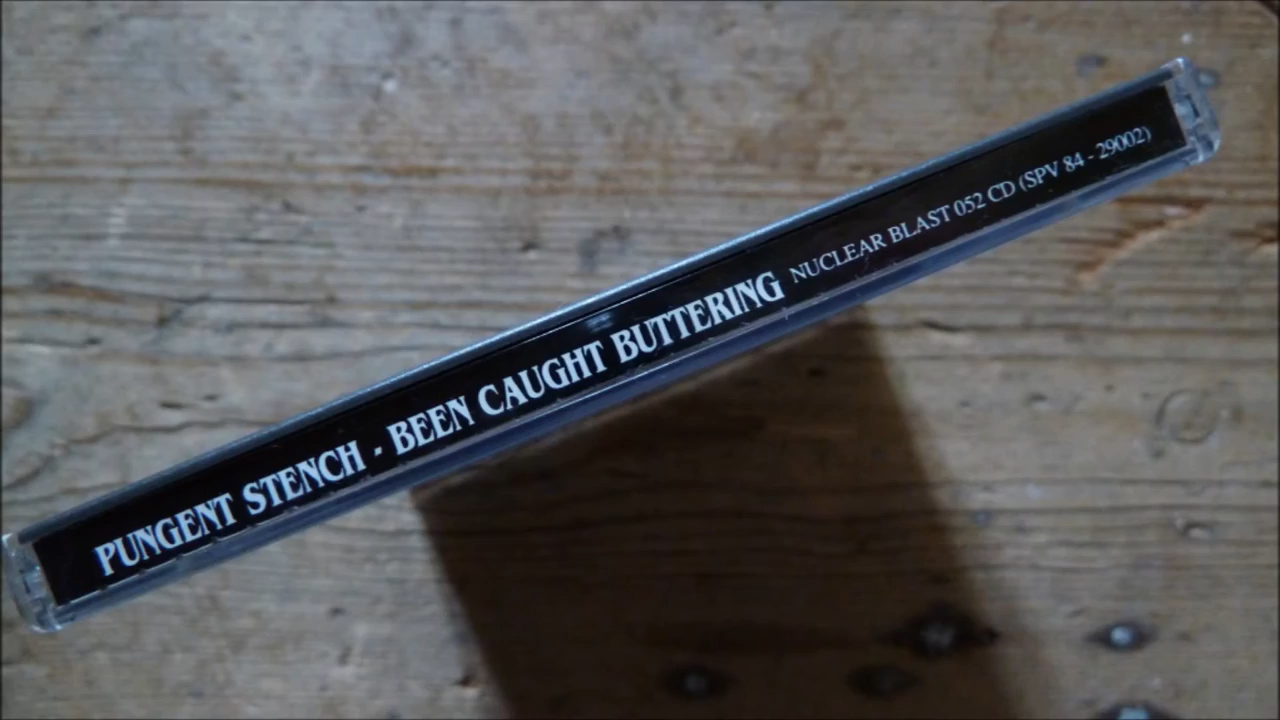 PUNGENT STENCH - BEEN CAUGHT BUTTERING NUCLEAR BLAST 052 CD (SPV 84 - 29002)